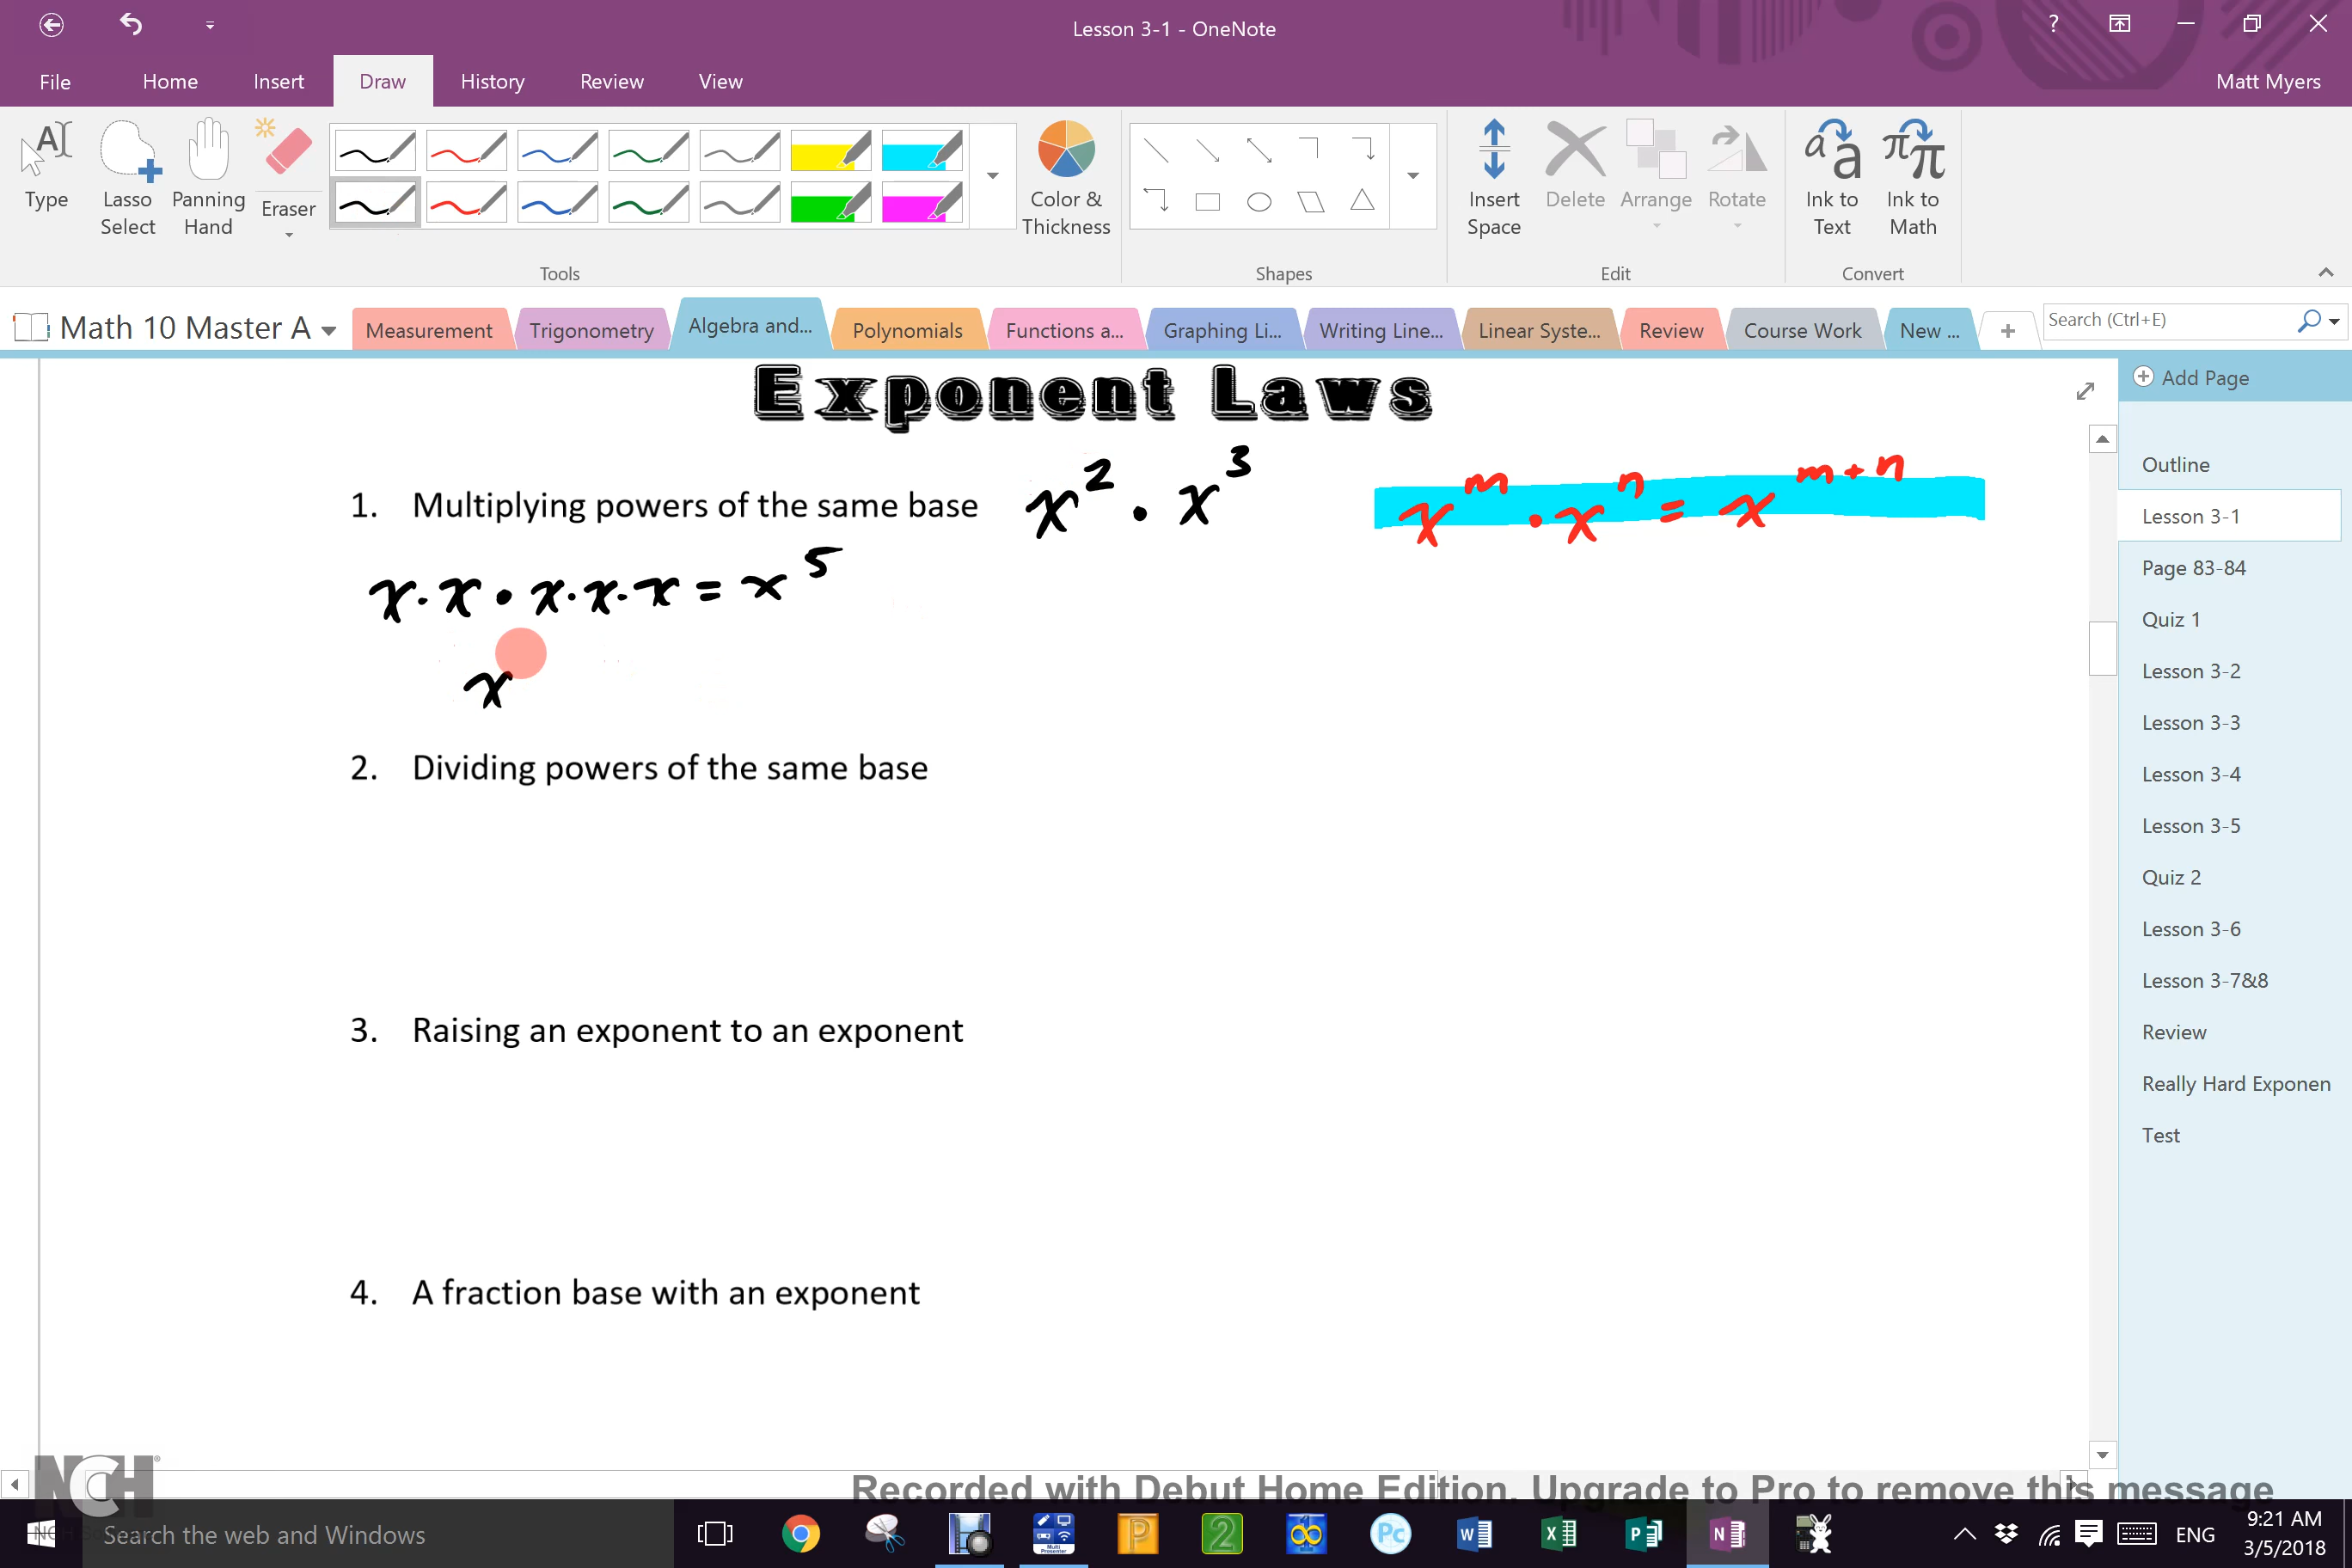 Lesson 3-1 - OneNote
?
File Home Insert Draw History Review View Matt Myers
Type Lasso Select Panning Hand Eraser Color & Thickness Insert Space Delete Arrange Rotate Ink to Text Ink to Math
Tools Shapes Edit Convert
Math 10 Master A Measurement Trigonometry Algebra and... Polynomials Functions a... Graphing Li... Writing Line... Linear Syste... Review Course Work New ... + Search (Ctrl+E)
Add Page
Exponent Laws
1. Multiplying powers of the same base x² · x³ xᵐ · xⁿ = xᵐ⁺ⁿ
x·x · x·x·x = x⁵
x
2. Dividing powers of the same base
3. Raising an exponent to an exponent
4. A fraction base with an exponent
Outline
Lesson 3-1
Page 83-84
Quiz 1
Lesson 3-2
Lesson 3-3
Lesson 3-4
Lesson 3-5
Quiz 2
Lesson 3-6
Lesson 3-7&8
Review
Really Hard Exponen
Test
NCH
Recorded with Debut Home Edition. Upgrade to Pro to remove this message
Search the web and Windows
ENG
9:21 AM
3/5/2018